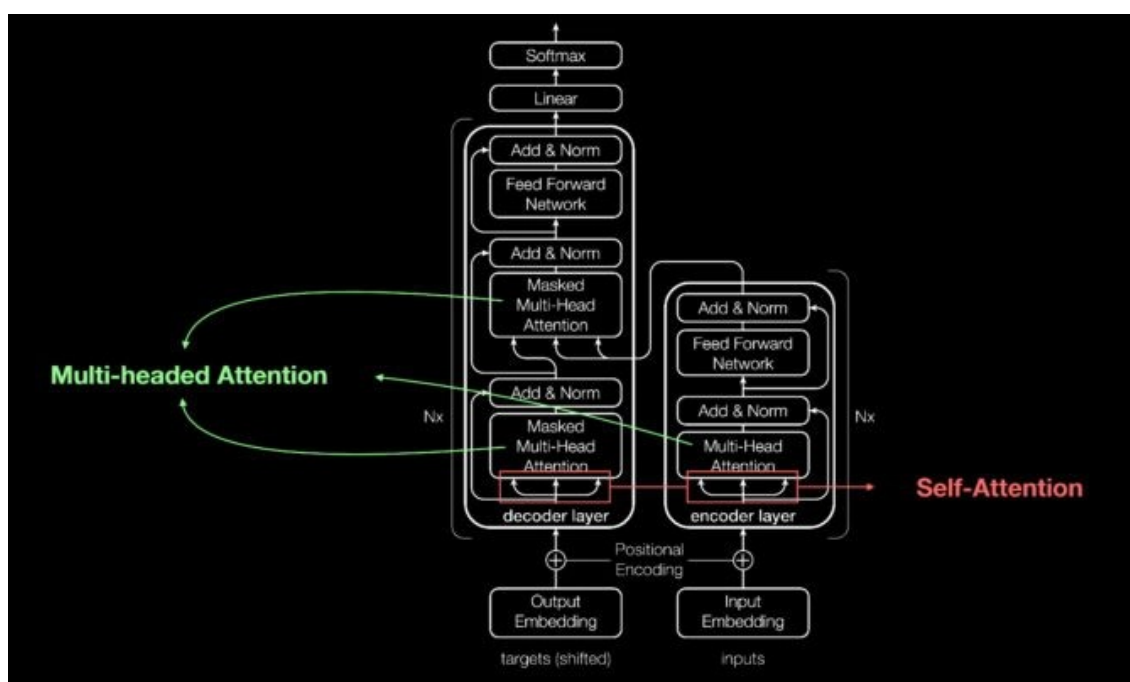 Softmax
Linear
Add & Norm
Feed Forward
Network
Add & Norm
Masked
Multi-Head
Attention
Add & Norm
Masked
Multi-Head
Attention
decoder layer
Nx
Add & Norm
Feed Forward
Network
Add & Norm
Multi-Head
Attention
encoder layer
Nx
Multi-headed Attention
Self-Attention
Positional
Encoding
Output
Embedding
Input
Embedding
targets (shifted)
inputs